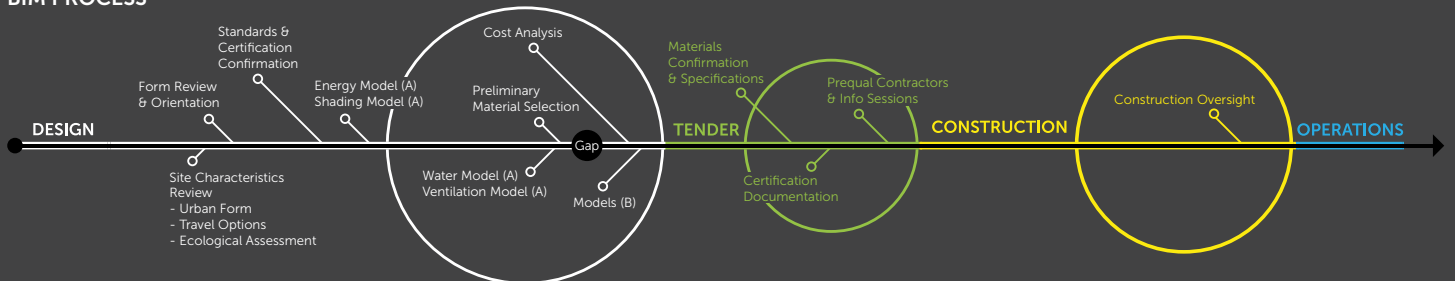 BIM PROCESS
Standards &
Certification
Confirmation
Cost Analysis
Materials
Confirmation
& Specifications
Form Review
& Orientation
Energy Model (A)
Shading Model (A)
Preliminary
Material Selection
Prequal Contractors
& Info Sessions
Construction Oversight
DESIGN
TENDER
CONSTRUCTION
OPERATIONS
Gap
Site Characteristics
Review
- Urban Form
- Travel Options
- Ecological Assessment
Water Model (A)
Ventilation Model (A)
Models (B)
Certification
Documentation